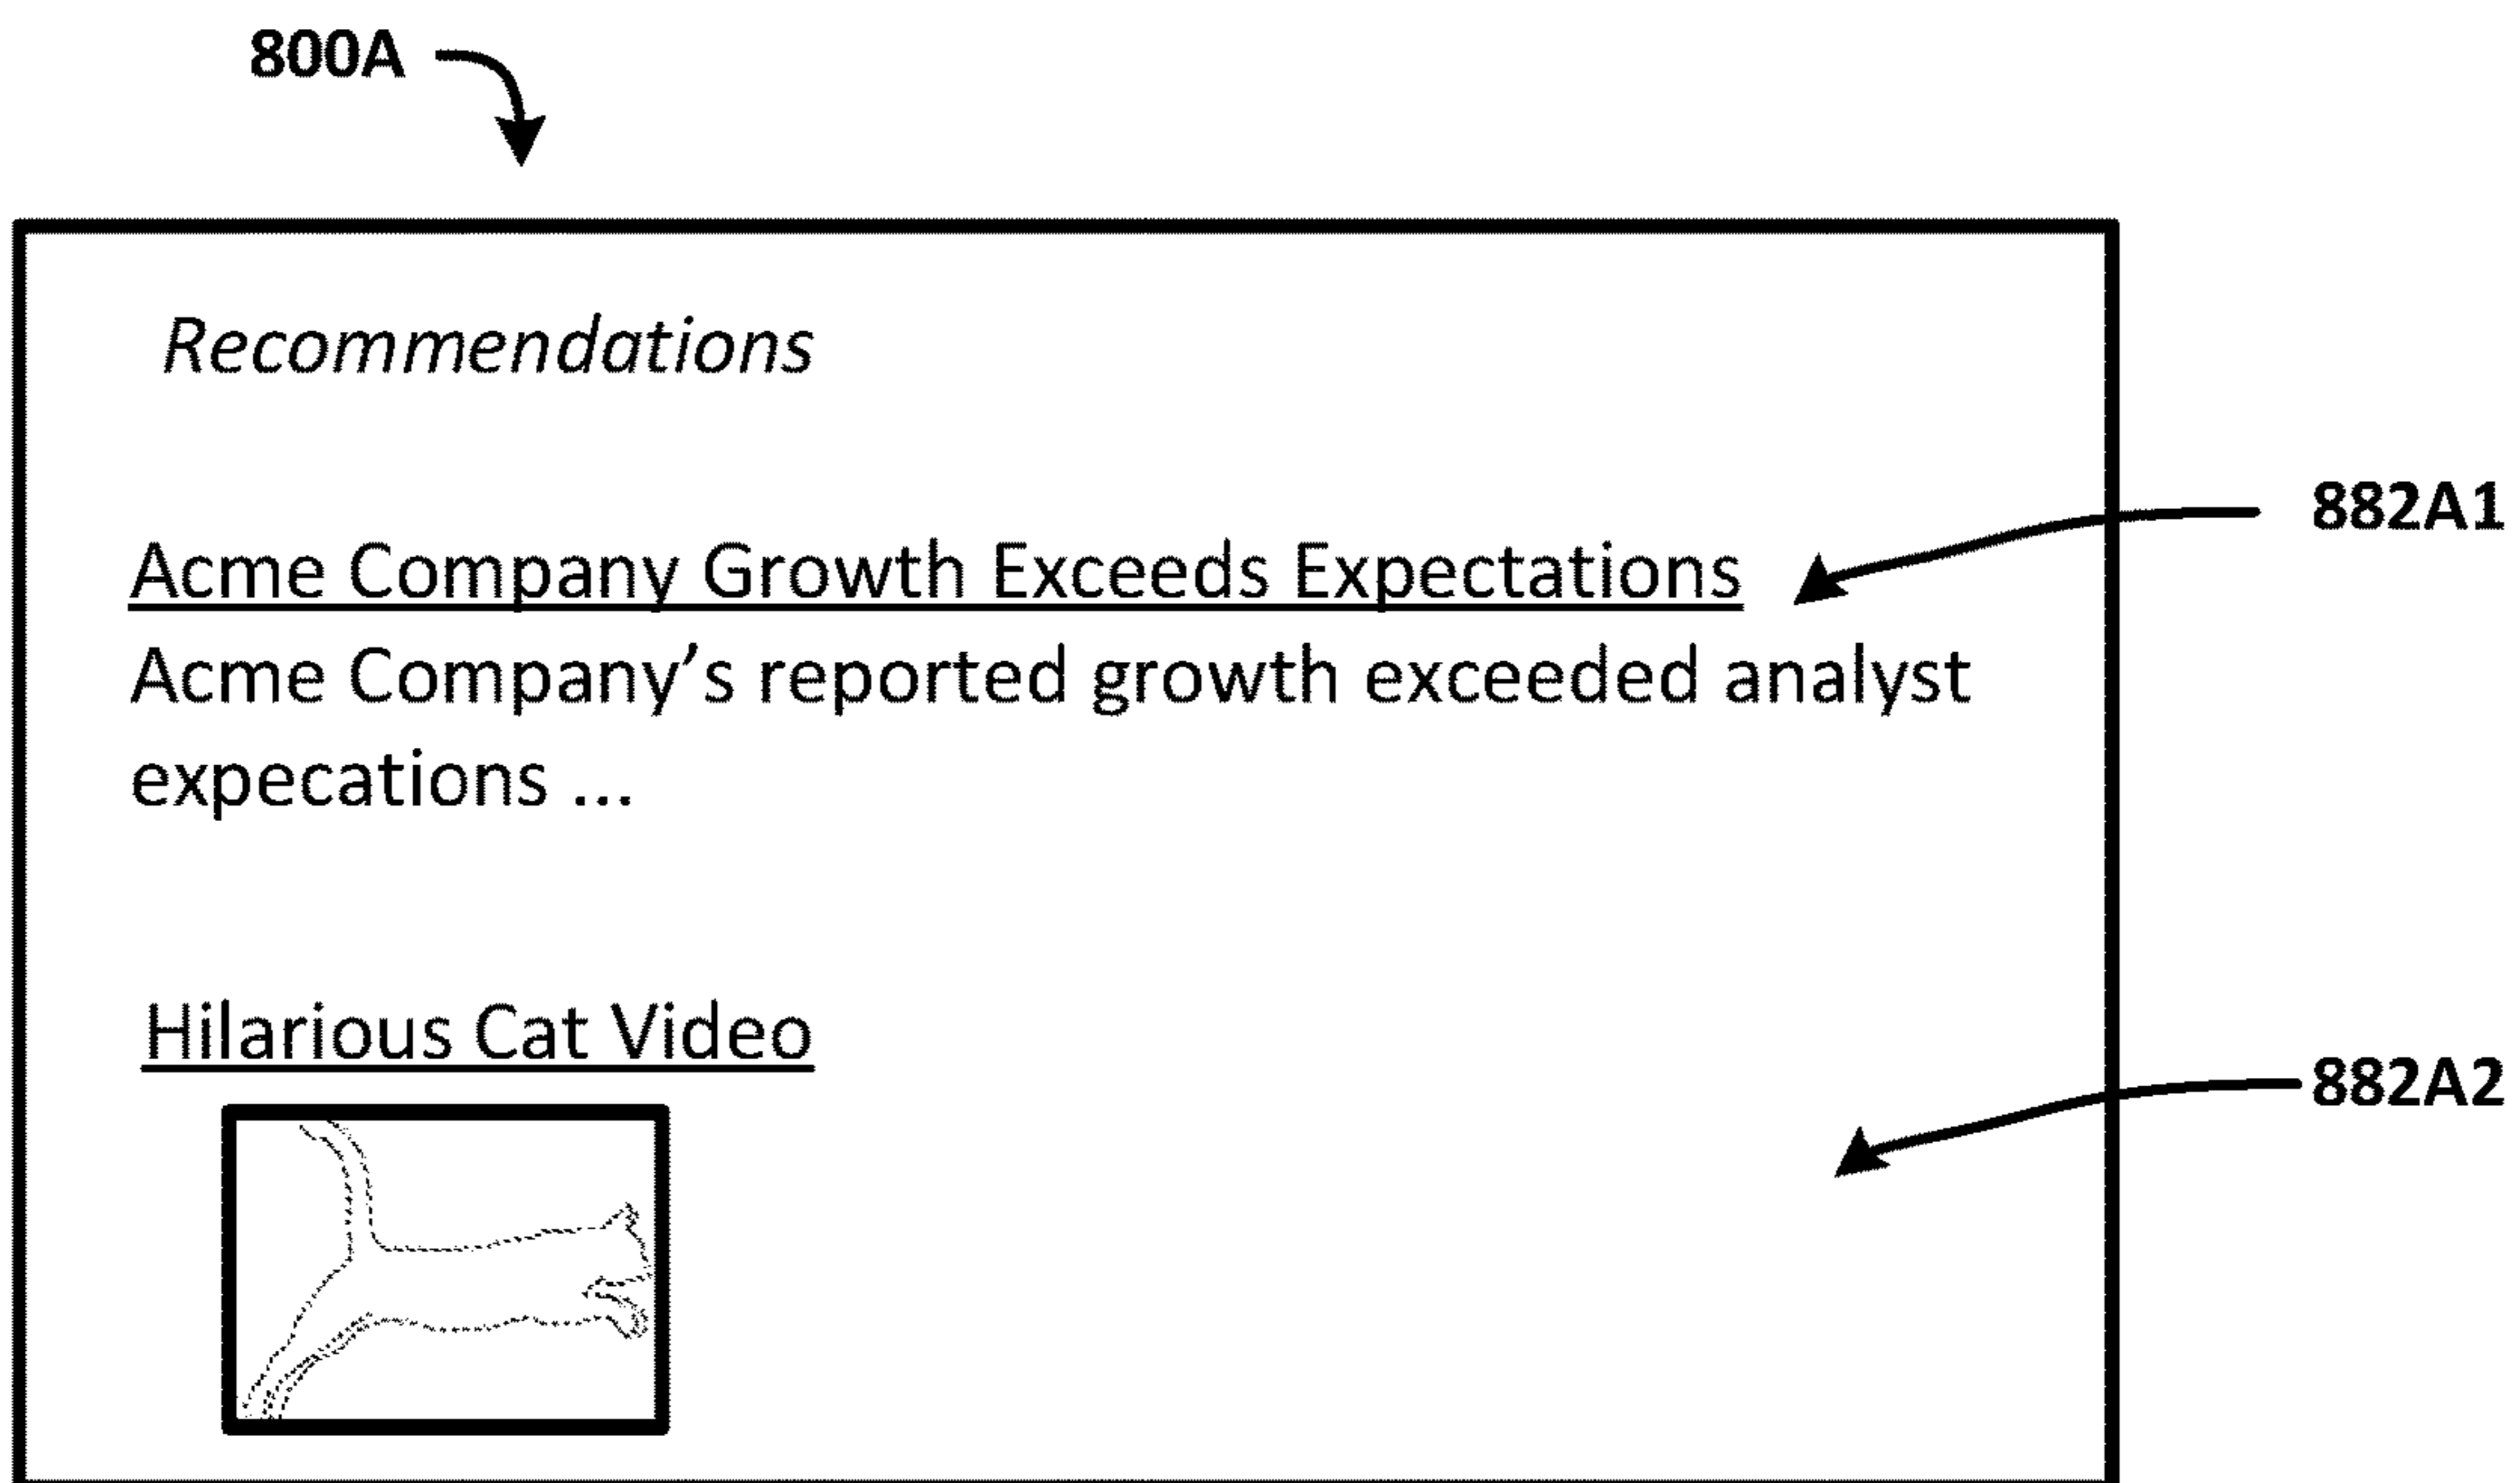 800A
Recommendations
882A1
Acme Company Growth Exceeds Expectations
Acme Company’s reported growth exceeded analyst
expecations ...
Hilarious Cat Video
882A2